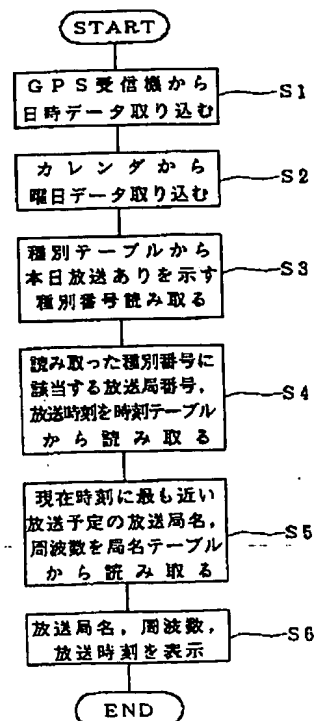 START
GPS受信機から
日時データ取り込む
S1
カレンダから
曜日データ取り込む
S2
種別テーブルから
本日放送ありを示す
種別番号読み取る
S3
読み取った種別番号に
該当する放送局番号,
放送時刻を時刻テーブル
から読み取る
S4
現在時刻に最も近い
放送予定の放送局名,
周波数を局名テーブル
から読み取る
S5
放送局名,周波数,
放送時刻を表示
S6
END